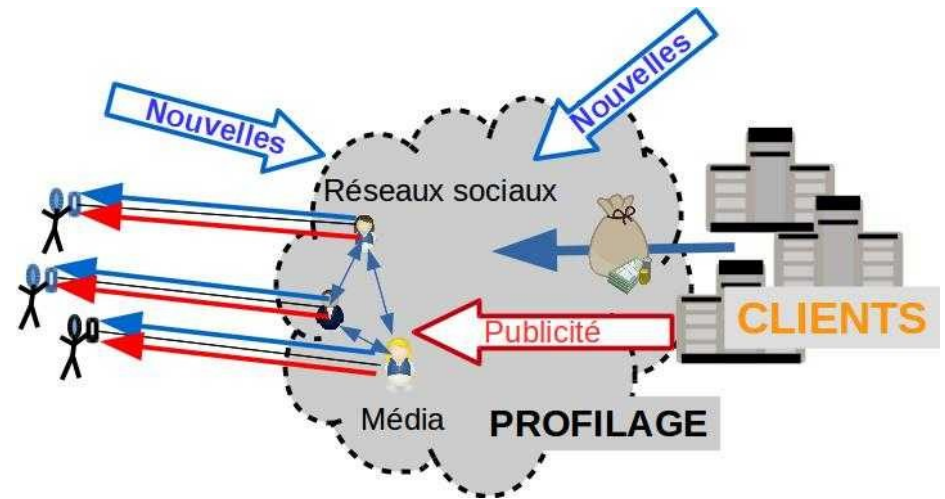 Nouvelles
Nouvelles
Réseaux sociaux
Publicité
CLIENTS
Média
PROFILAGE